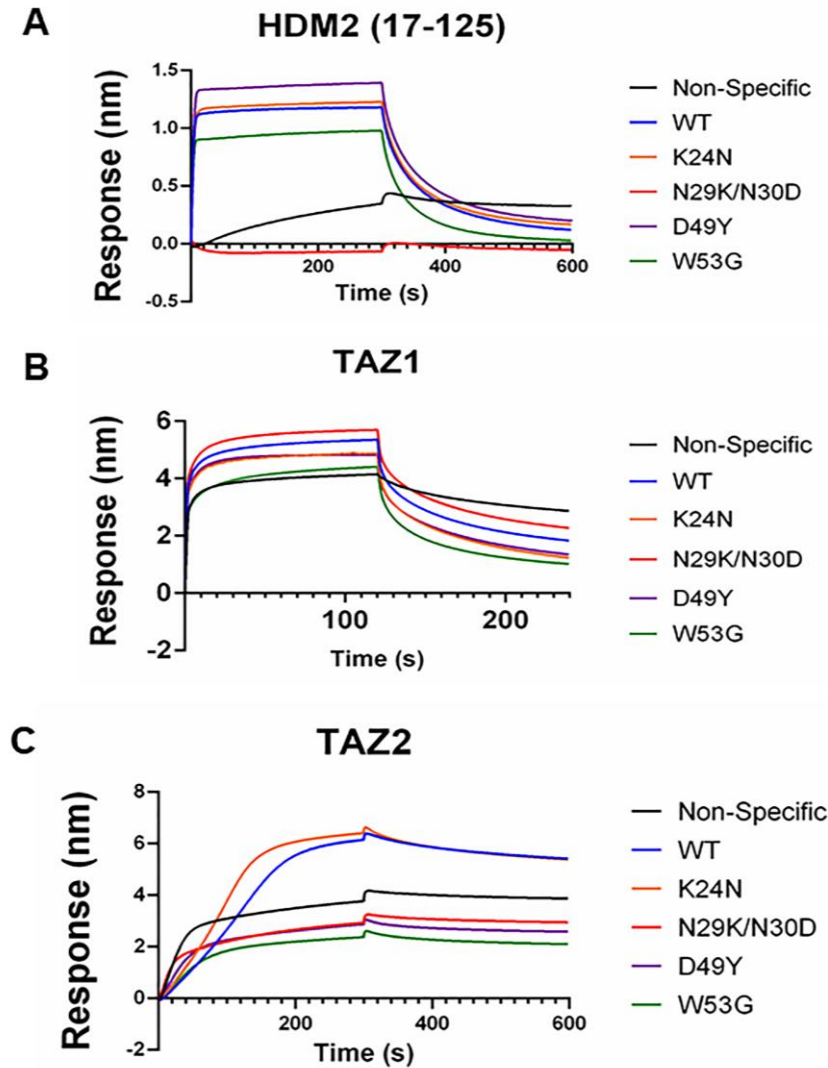 A
HDM2 (17-125)
Response (nm)
1.5
1.0
0.5
0.0
-0.5
200
400
600
Time (s)
Non-Specific
WT
K24N
N29K/N30D
D49Y
W53G
B
TAZ1
Response (nm)
6
4
2
0
-2
100
200
Time (s)
Non-Specific
WT
K24N
N29K/N30D
D49Y
W53G
C
TAZ2
Response (nm)
8
6
4
2
0
-2
200
400
600
Time (s)
Non-Specific
WT
K24N
N29K/N30D
D49Y
W53G